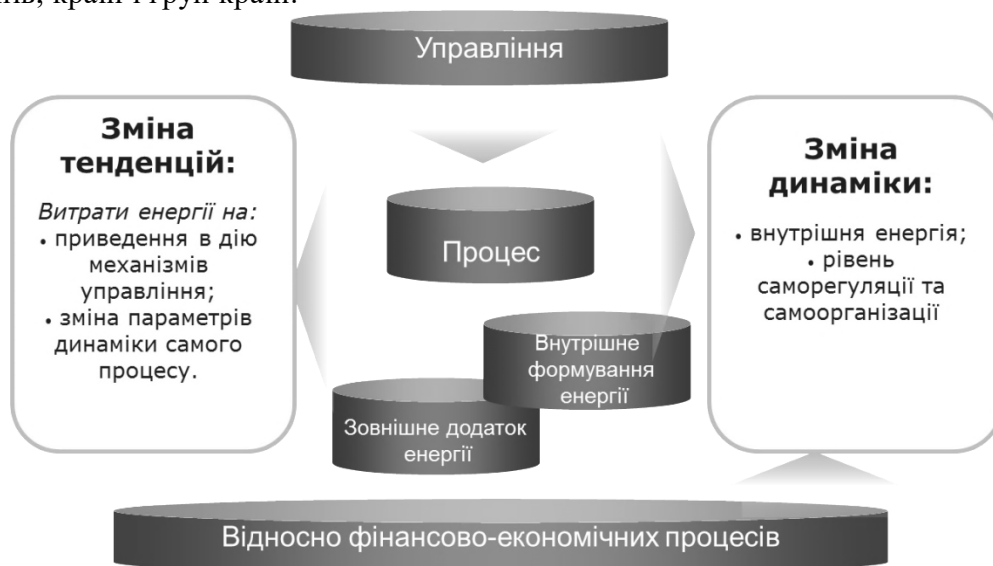 Управління
Зміна
тенденцій:
Витрати енергії на:
• приведення в дію
механізмів
управління;
• зміна параметрів
динаміки самого
процесу.
Процес
Внутрішнє
формування
енергії
Зовнішнє додаток
енергії
Зміна
динаміки:
• внутрішня енергія;
• рівень
саморегуляції та
самоорганізації
Відносно фінансово-економічних процесів